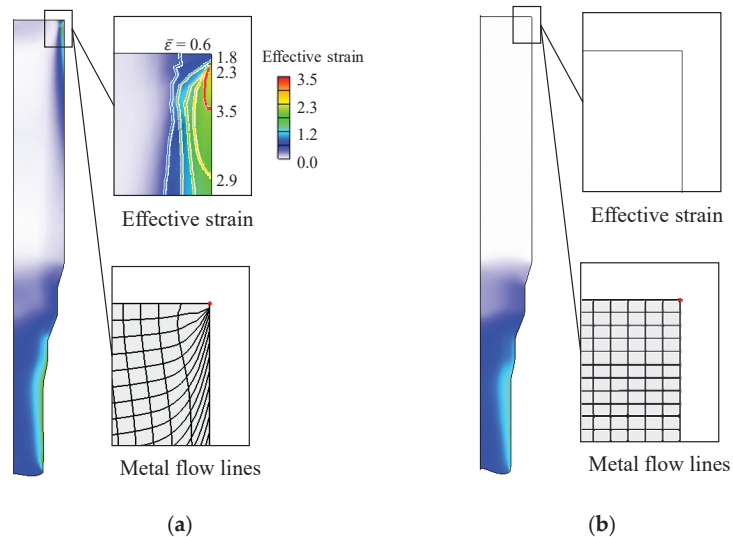 ε̄ = 0.6
1.8
2.3
3.5
2.9
Effective strain
3.5
2.3
1.2
0.0
Effective strain
Metal flow lines
(a)
Effective strain
Metal flow lines
(b)